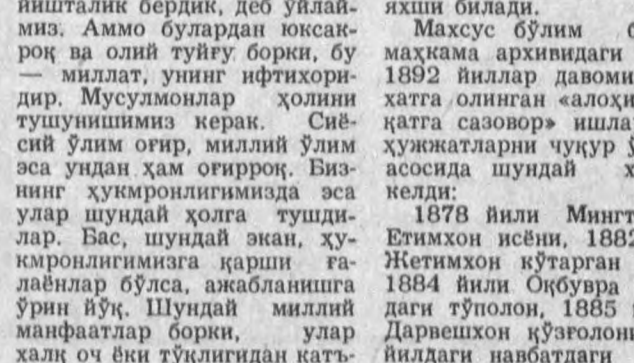 йишталик бердик, деб ўйлай-
миз. Аммо булардан юксак-
роқ ва олий туйғу борки, бу
— миллат, унинг ифтихори-
дир. Мусулмонлар ҳолини
тушунишимиз керак. Сиё-
сий ўлим оғир, миллий ўлим
эса ундан ҳам оғирроқ. Биз-
нинг ҳукмронлигимизда эса
улар шундай ҳолга тушди-
лар. Бас, шундай экан, ҳу-
кмронлигимизга қарши ға-
лаёнлар бўлса, ажабланишга
ўрин йўқ. Шундай миллий
манфаатлар борки, улар
халқ оч ёки тўқлигидан катъ-
яхши билади.
Махсус бўлим
маҳкама архивидаги
1892 йиллар давоми
хатга олинган «алоҳи
қатга сазовор» ишла
ҳужжатларни чуқур ў
асосида шундай х
келди:
1878 йили Мингт
Етимхон исёни, 1882
Жетимхон кўтарган
1884 йили Оқбувра
даги тўполон, 1885
Дарвешхон қўзғолони
йилдаги навбатдаги